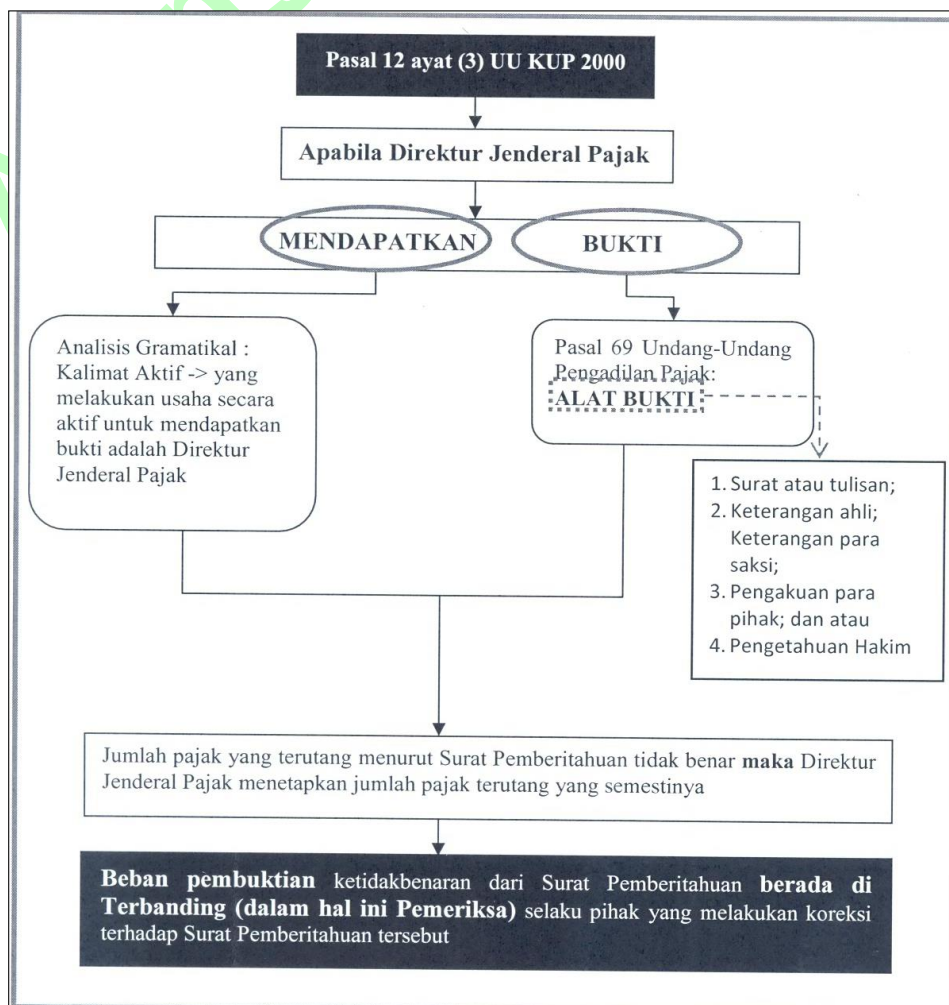 Pasal 12 ayat (3) UU KUP 2000
Apabila Direktur Jenderal Pajak
MENDAPATKAN BUKTI
Analisis Gramatikal :
Kalimat Aktif -> yang
melakukan usaha secara
aktif untuk mendapatkan
bukti adalah Direktur
Jenderal Pajak
Pasal 69 Undang-Undang
Pengadilan Pajak:
ALAT BUKTI
1. Surat atau tulisan;
2. Keterangan ahli;
Keterangan para
saksi;
3. Pengakuan para
pihak; dan atau
4. Pengetahuan Hakim
Jumlah pajak yang terutang menurut Surat Pemberitahuan tidak benar maka Direktur
Jenderal Pajak menetapkan jumlah pajak terutang yang semestinya
Beban pembuktian ketidakbenaran dari Surat Pemberitahuan berada di
Terbanding (dalam hal ini Pemeriksa) selaku pihak yang melakukan koreksi
terhadap Surat Pemberitahuan tersebut